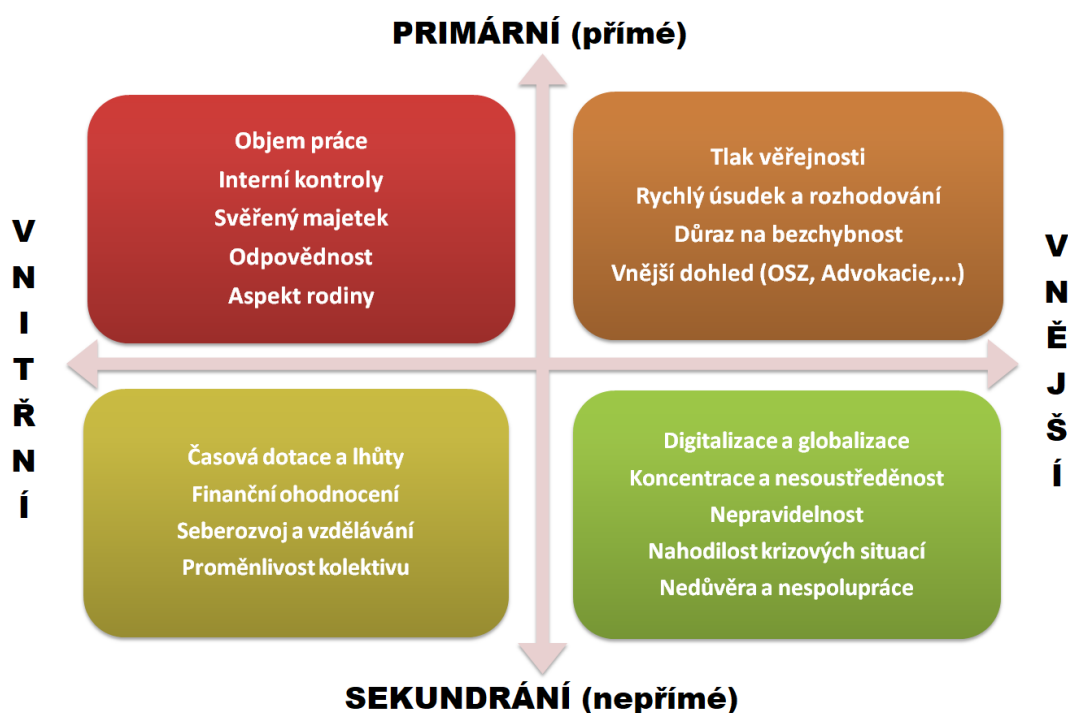 PRIMÁRNÍ (přímé)
Objem práce
Interní kontroly
Svěřený majetek
Odpovědnost
Aspekt rodiny
Tlak věřejnosti
Rychlý úsudek a rozhodování
Důraz na bezchybnost
Vnější dohled (OSZ, Advokacie,...)
V
N
I
T
Ř
N
Í
V
N
Ě
J
Š
Í
Časová dotace a lhůty
Finanční ohodnocení
Seberozvoj a vzdělávání
Proměnlivost kolektivu
Digitalizace a globalizace
Koncentrace a nesoustředěnost
Nepravidelnost
Nahodilost krizových situací
Nedůvěra a nespolupráce
SEKUNDRÁNÍ (nepřímé)